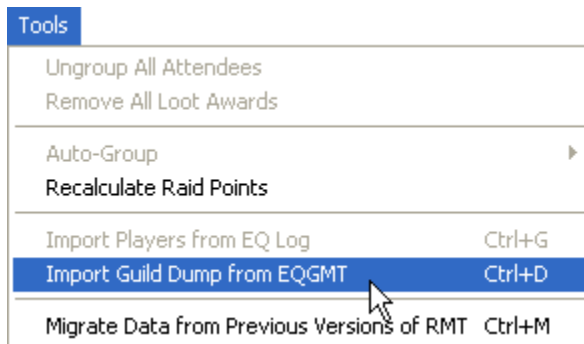 Tools
Ungroup All Attendees
Remove All Loot Awards
Auto-Group
Recalculate Raid Points
Import Players from EQ Log Ctrl+G
Import Guild Dump from EQGMT Ctrl+D
Migrate Data from Previous Versions of RMT Ctrl+M